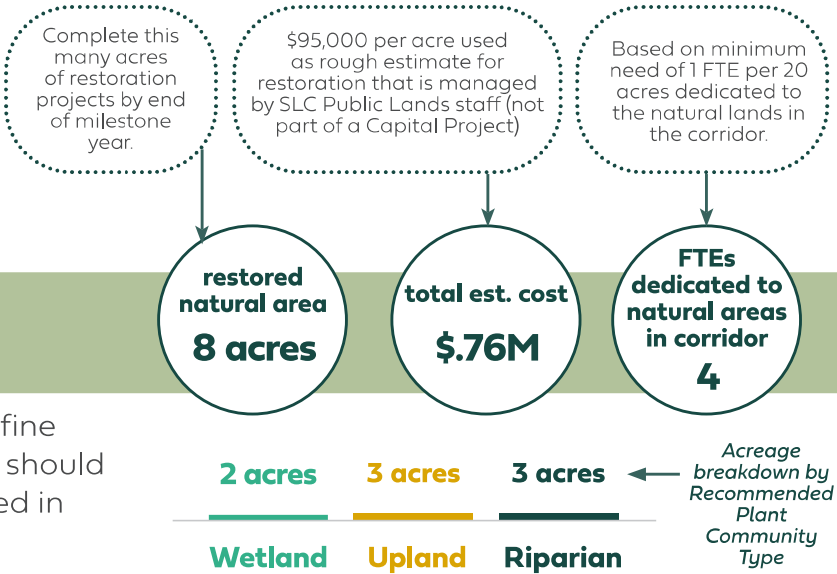 Complete this
many acres
of restoration
projects by end
of milestone
year.
$95,000 per acre used
as rough estimate for
restoration that is managed
by SLC Public Lands staff (not
part of a Capital Project)
Based on minimum
need of 1 FTE per 20
acres dedicated to
the natural lands in
the corridor.
restored
natural area
8 acres
total est. cost
$.76M
FTEs
dedicated to
natural areas
in corridor
4
fine
should
ed in
2 acres
3 acres
3 acres
Acreage
breakdown by
Recommended
Plant
Community
Type
Wetland
Upland
Riparian